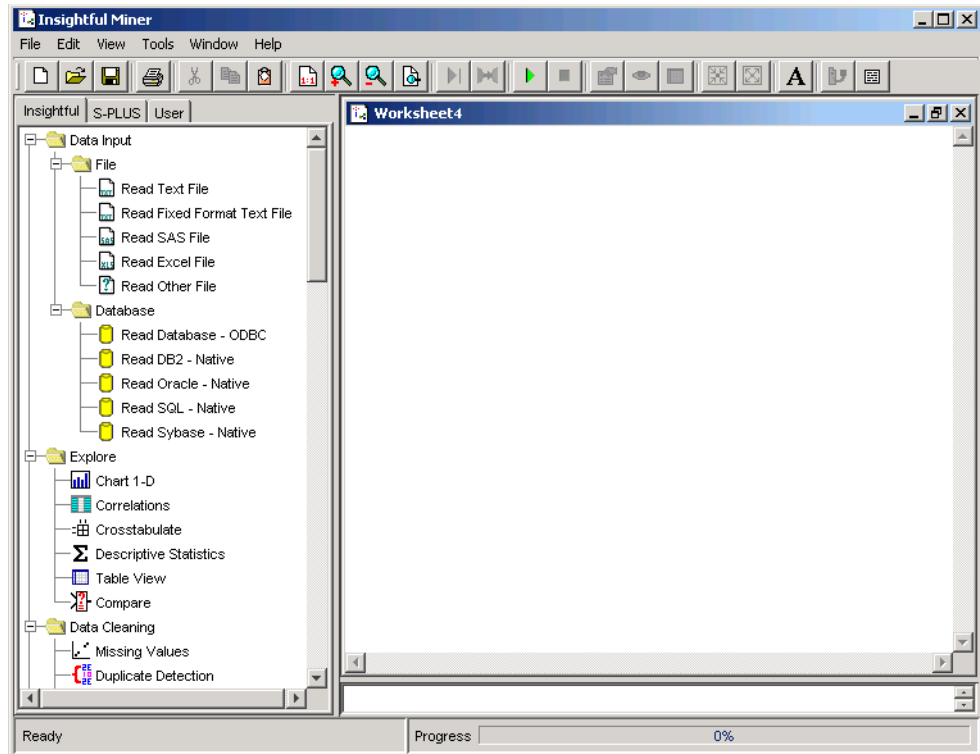 Insightful Miner
File Edit View Tools Window Help
1:1
A
Insightful S-PLUS User
Worksheet4
Data Input
File
Read Text File
Read Fixed Format Text File
Read SAS File
Read Excel File
Read Other File
Database
Read Database - ODBC
Read DB2 - Native
Read Oracle - Native
Read SQL - Native
Read Sybase - Native
Explore
Chart 1-D
Correlations
Crosstabulate
Descriptive Statistics
Table View
Compare
Data Cleaning
Missing Values
Duplicate Detection
Ready
Progress 0%